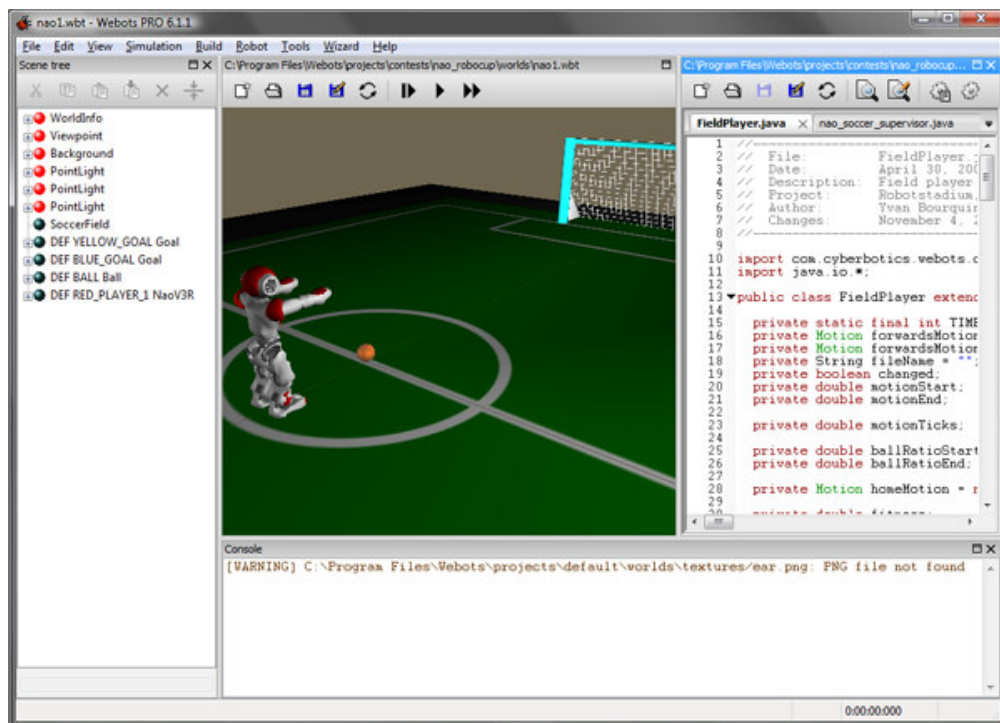 nao1.wbt - Webots PRO 6.1.1
File Edit View Simulation Build Robot Tools Wizard Help
Scene tree
WorldInfo
Viewpoint
Background
PointLight
PointLight
PointLight
SoccerField
DEF YELLOW_GOAL Goal
DEF BLUE_GOAL Goal
DEF BALL Ball
DEF RED_PLAYER_1 NaoV3R
C:\Program Files\Webots\projects\contests\nao_robocup\worlds\nao1.wbt
C:\Program Files\Webots\projects\contests\nao_robocup...
FieldPlayer.java nao_soccer_supervisor.java
1 //
2 // File: FieldPlayer
3 // Date: April 30, 200
4 // Description: Field player
5 // Project: Robotstadium,
6 // Author: Yvan Bourquin
7 // Changes: November 4, 2
8 //
9
10 import com.cyberbotics.webots.c
11 import java.io.*;
12
13 public class FieldPlayer extend
14
15 private static final int TIME
16 private Motion forwardsMotion
17 private Motion forwardsMotion
18 private String fileName = "";
19 private boolean changed;
20 private double motionStart;
21 private double motionEnd;
22
23 private double motionTicks;
24
25 private double ballRatioStart
26 private double ballRatioEnd;
27
28 private Motion homeMotion = n
29
private double fitness;
Console
[WARNING] C:\Program Files\Webots\projects\default\worlds\textures/ear.png: PNG file not found
0:00:00:000